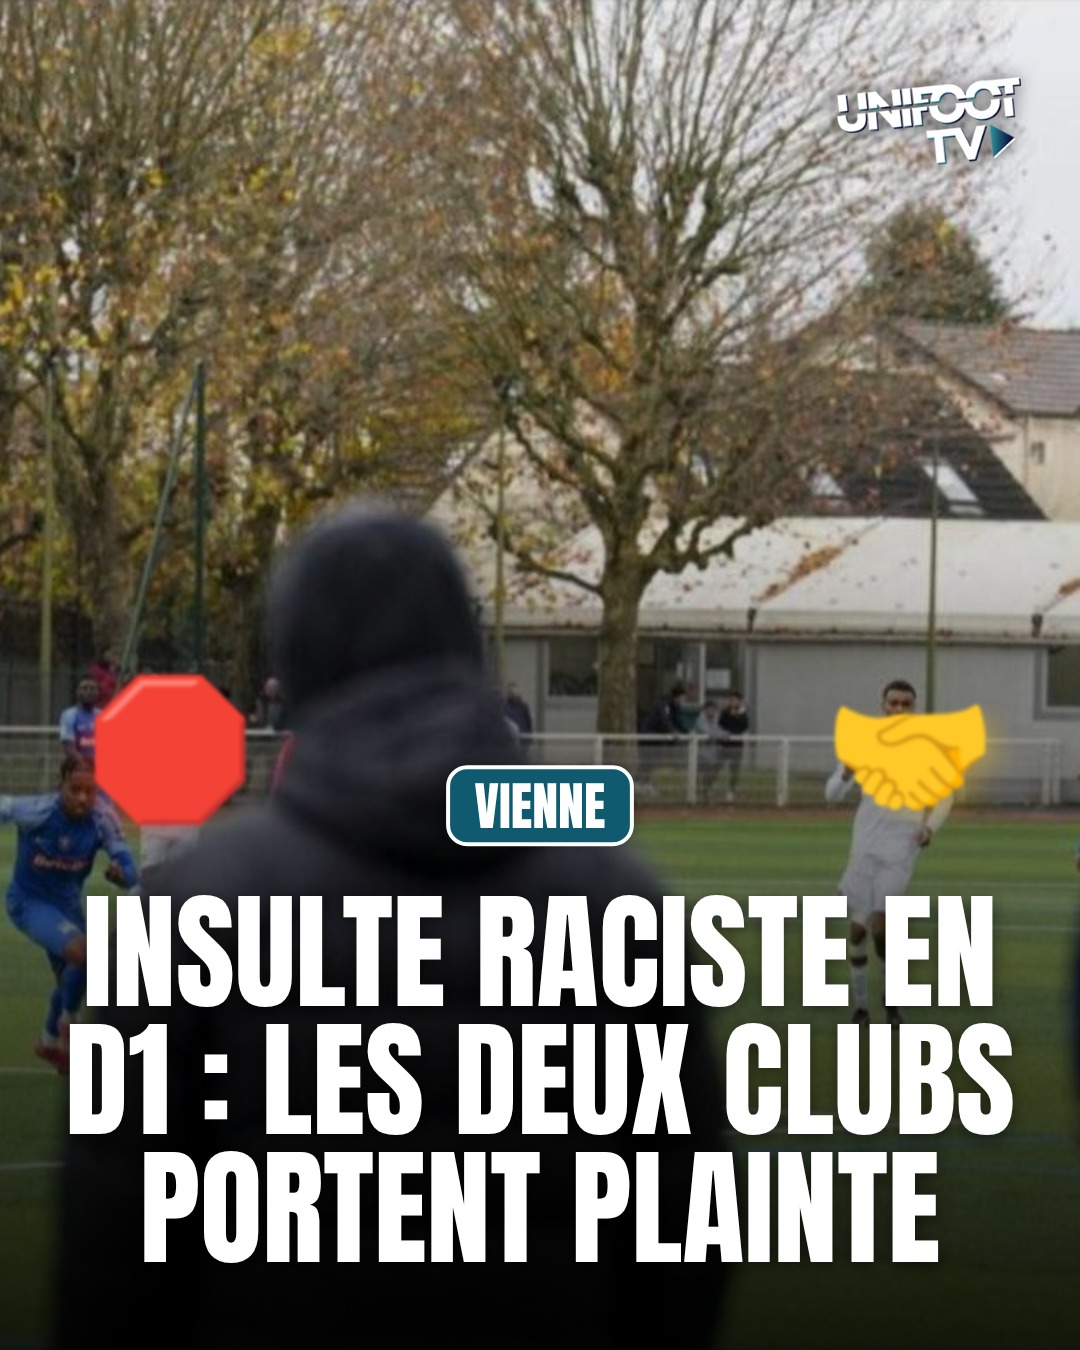 UNIFOOT
TV
VIENNE
INSULTE RACISTE EN
D1 : LES DEUX CLUBS
PORTENT PLAINTE